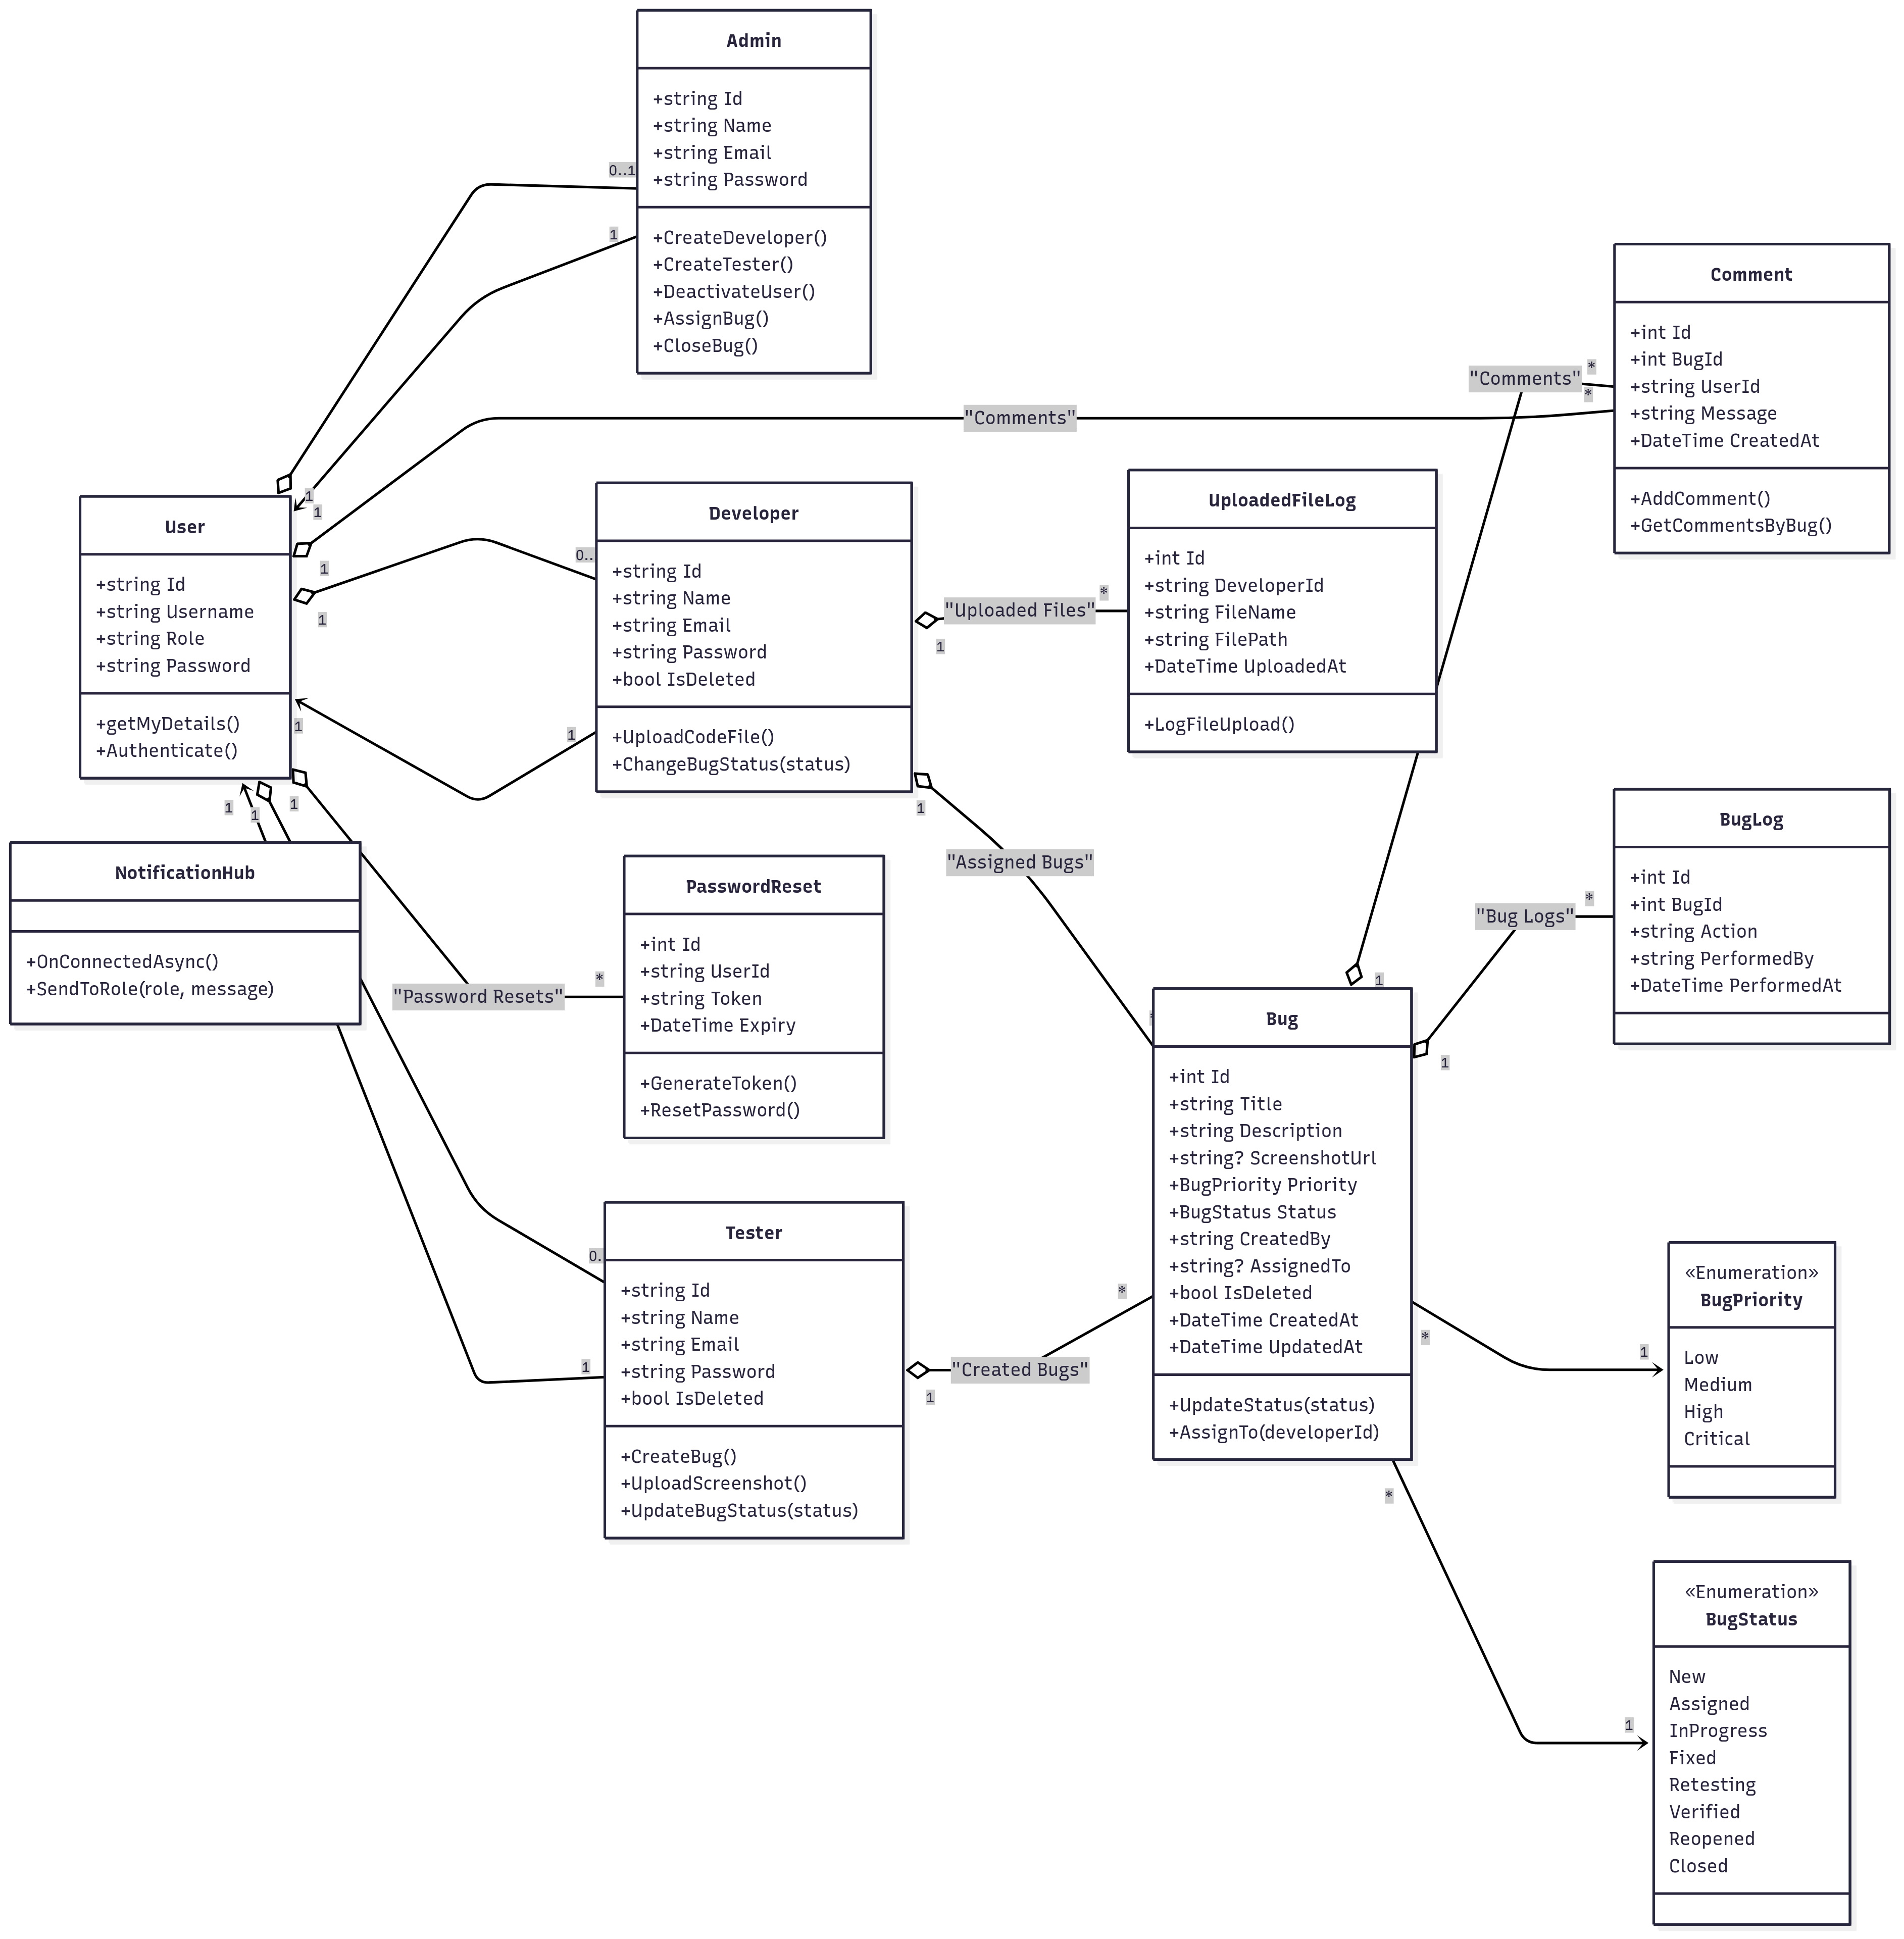 Admin
+string Id
+string Name
+string Email
+string Password
+CreateDeveloper()
+CreateTester()
+DeactivateUser()
+AssignBug()
+CloseBug()
0..1
1
Comment
+int Id
+int BugId
+string UserId
+string Message
+DateTime CreatedAt
+AddComment()
+GetCommentsByBug()
"Comments"
*
*
"Comments"
1
1
User
+string Id
+string Username
+string Role
+string Password
+getMyDetails()
+Authenticate()
1
1
1
1
1
1
Developer
+string Id
+string Name
+string Email
+string Password
+bool IsDeleted
+UploadCodeFile()
+ChangeBugStatus(status)
0..
1
"Uploaded Files"
1
*
UploadedFileLog
+int Id
+string DeveloperId
+string FileName
+string FilePath
+DateTime UploadedAt
+LogFileUpload()
1
"Assigned Bugs"
NotificationHub
+OnConnectedAsync()
+SendToRole(role, message)
"Password Resets"
*
PasswordReset
+int Id
+string UserId
+string Token
+DateTime Expiry
+GenerateToken()
+ResetPassword()
BugLog
+int Id
+int BugId
+string Action
+string PerformedBy
+DateTime PerformedAt
"Bug Logs"
*
1
1
Bug
+int Id
+string Title
+string Description
+string? ScreenshotUrl
+BugPriority Priority
+BugStatus Status
+string CreatedBy
+string? AssignedTo
+bool IsDeleted
+DateTime CreatedAt
+DateTime UpdatedAt
+UpdateStatus(status)
+AssignTo(developerId)
Tester
+string Id
+string Name
+string Email
+string Password
+bool IsDeleted
+CreateBug()
+UploadScreenshot()
+UpdateBugStatus(status)
0.
1
"Created Bugs"
1
*
*
1
«Enumeration»
BugPriority
Low
Medium
High
Critical
*
1
«Enumeration»
BugStatus
New
Assigned
InProgress
Fixed
Retesting
Verified
Reopened
Closed